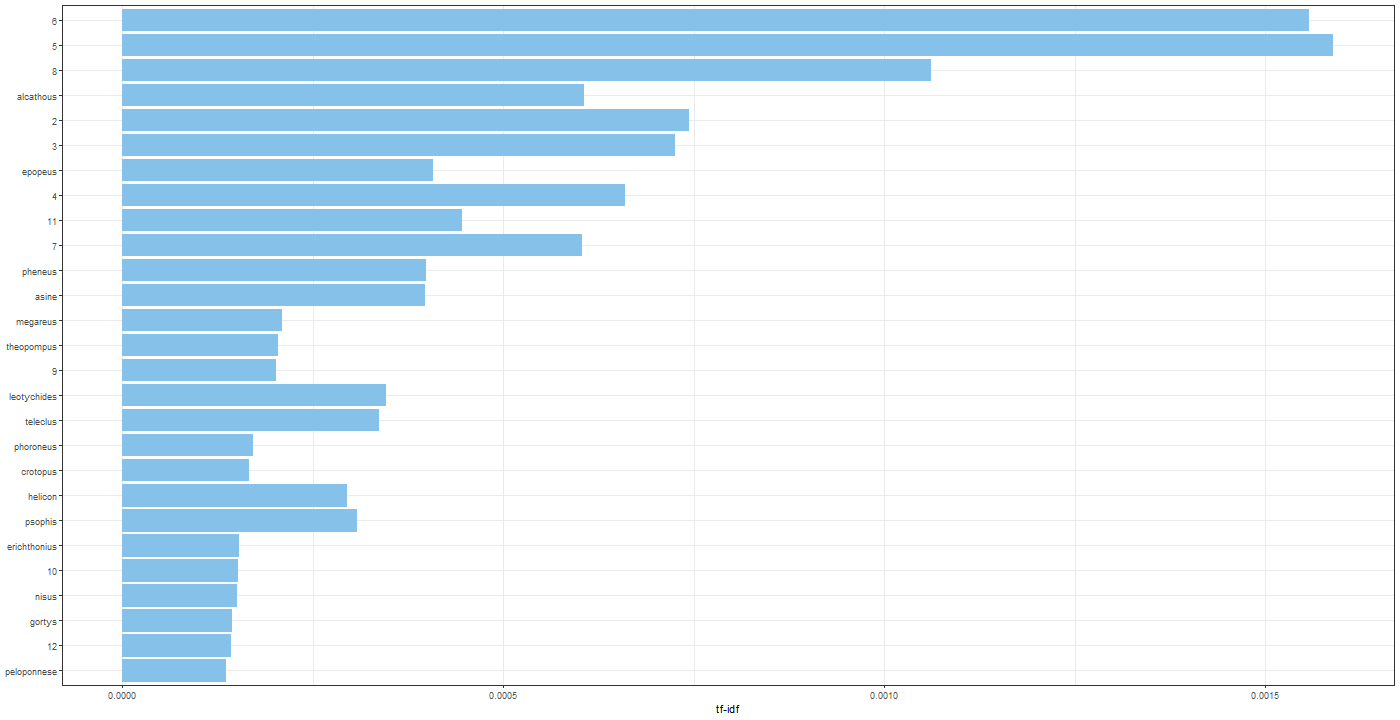 6
5
8
alcathous
2
3
epopeus
4
11
7
pheneus
asine
megareus
theopompus
9
leotychides
teleclus
phoroneus
crotopus
helicon
psophis
erichthonius
10
nisus
gortys
12
peloponnese
0.0000 0.0005 0.0010 0.0015
tf-idf